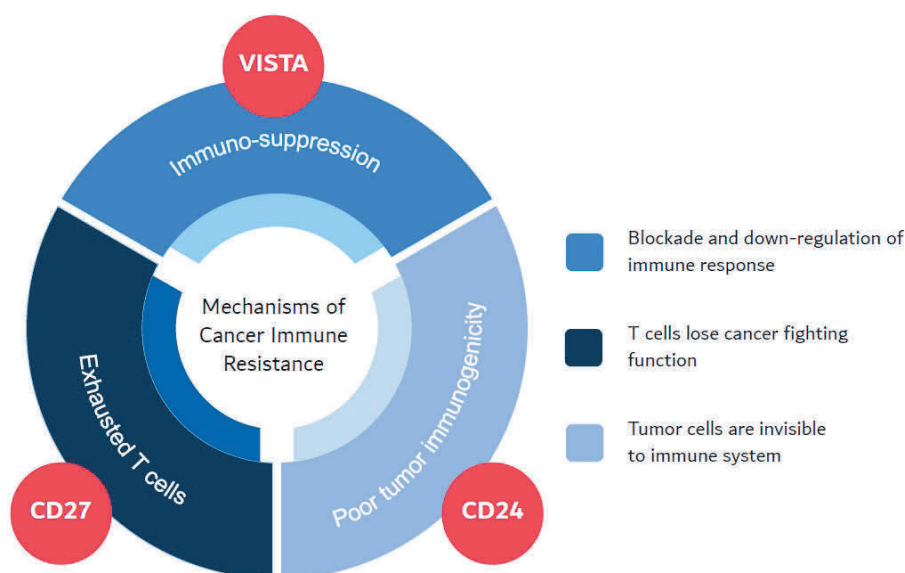 VISTA
Immuno-suppression
Mechanisms of
Cancer Immune
Resistance
Exhausted T cells
Poor tumor immunogenicity
CD27
CD24
Blockade and down-regulation of
immune response
T cells lose cancer fighting
function
Tumor cells are invisible
to immune system